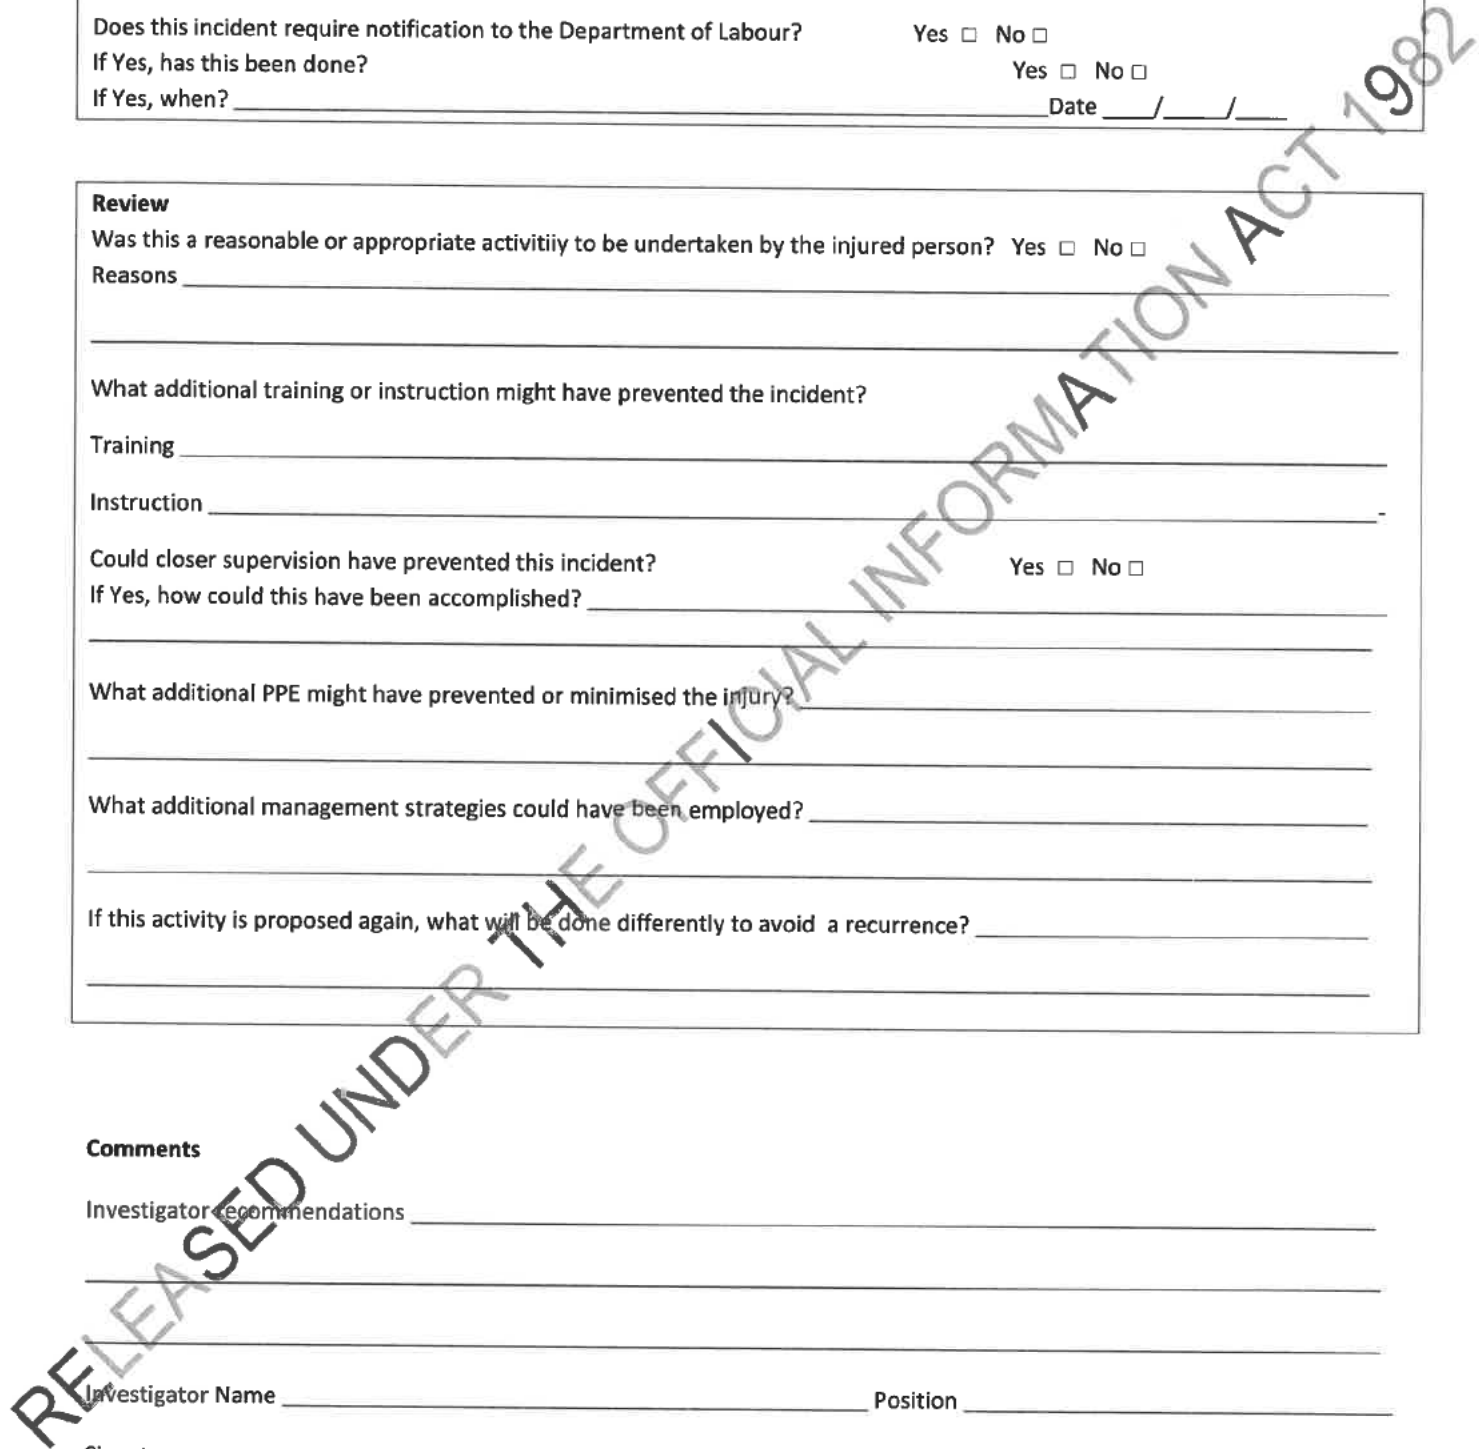 Does this incident require notification to the Department of Labour? Yes □ No □
If Yes, has this been done? Yes □ No □
If Yes, when? Date ____/____/____
Review
Was this a reasonable or appropriate activitiiy to be undertaken by the injured person? Yes □ No □
Reasons
What additional training or instruction might have prevented the incident?
Training
Instruction
Could closer supervision have prevented this incident? Yes □ No □
If Yes, how could this have been accomplished?
What additional PPE might have prevented or minimised the injury?
What additional management strategies could have been employed?
If this activity is proposed again, what will be done differently to avoid a recurrence?
Comments
Investigator recommendations
Investigator Name Position
RELEASED UNDER THE OFFICIAL INFORMATION ACT 1982